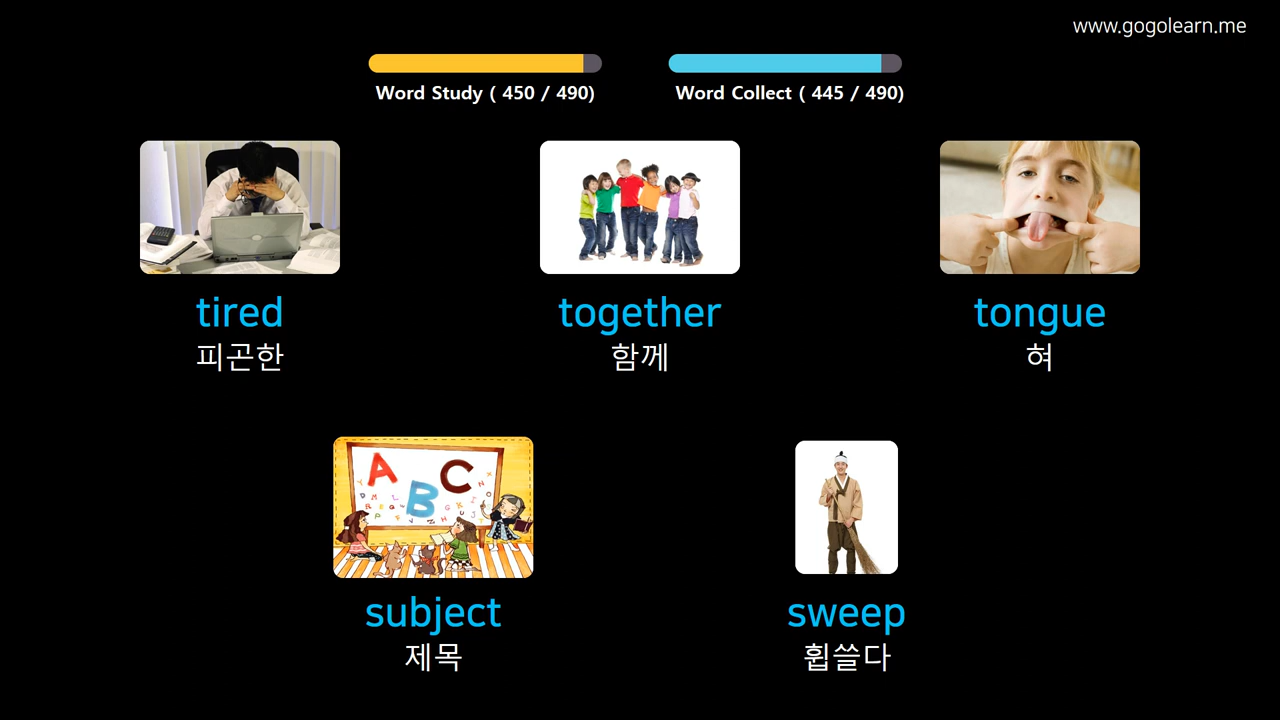 www.gogolearn.me
Word Study ( 450 / 490)
Word Collect ( 445 / 490)
tired
피곤한
together
함께
tongue
혀
A B C
subject
제목
sweep
휩쓸다